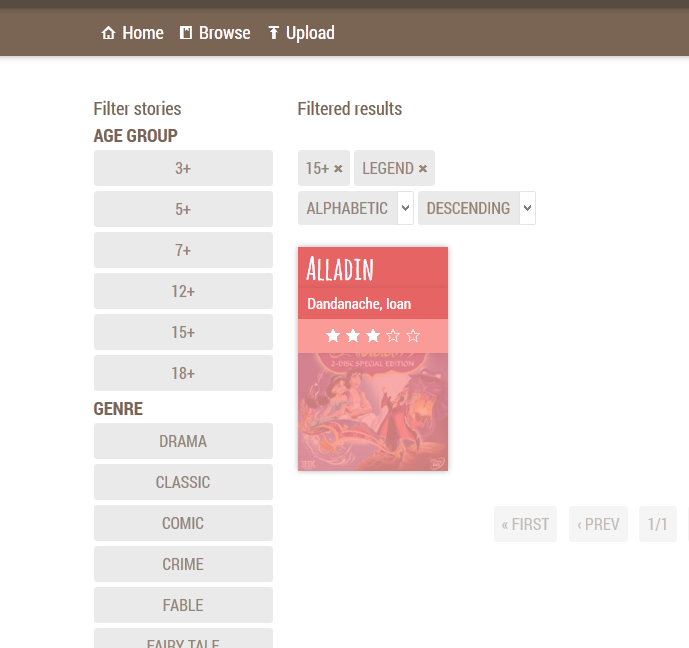 Home Browse Upload
Filter stories
AGE GROUP
3+
5+
7+
12+
15+
18+
GENRE
DRAMA
CLASSIC
COMIC
CRIME
FABLE
FAIRY TALE
Filtered results
15+ × LEGEND ×
ALPHABETIC DESCENDING
ALLADIN
Dandanache, Ioan
2-DISC SPECIAL EDITION
« FIRST ‹ PREV 1/1